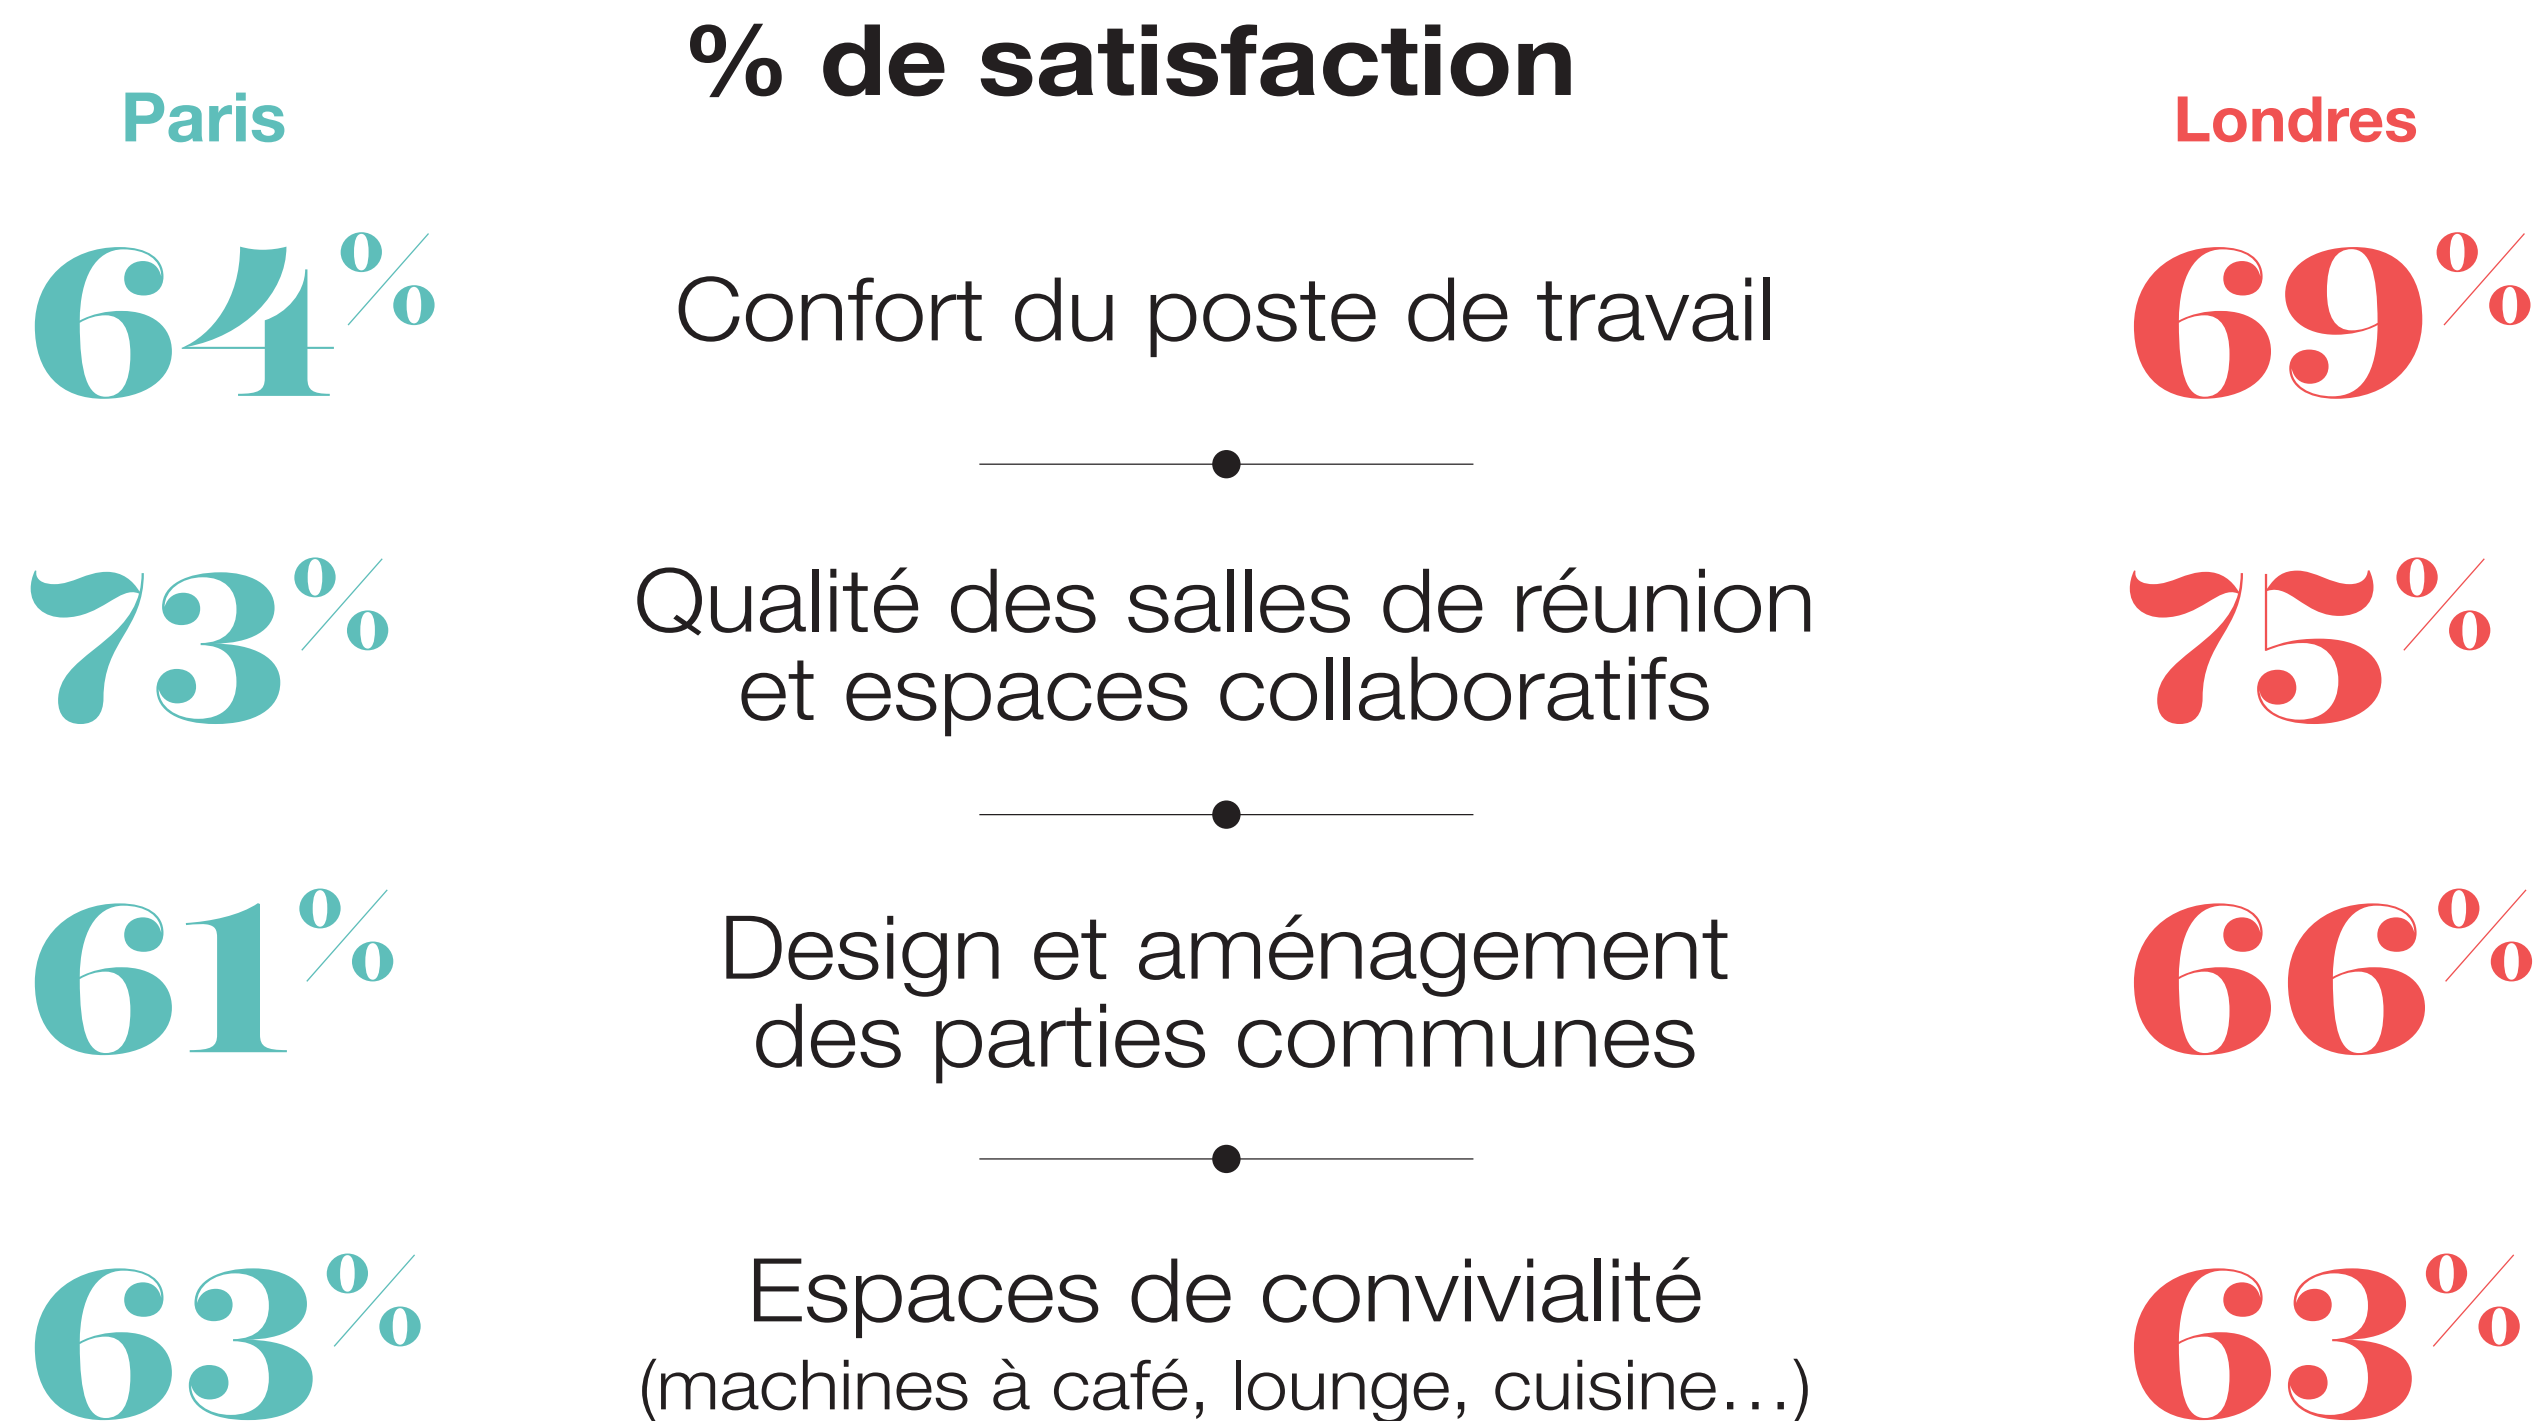 % de satisfaction
Paris
Londres
64%
Confort du poste de travail
69%
73%
Qualité des salles de réunion
et espaces collaboratifs
75%
61%
Design et aménagement
des parties communes
66%
63%
Espaces de convivialité
(machines à café, lounge, cuisine…)
63%